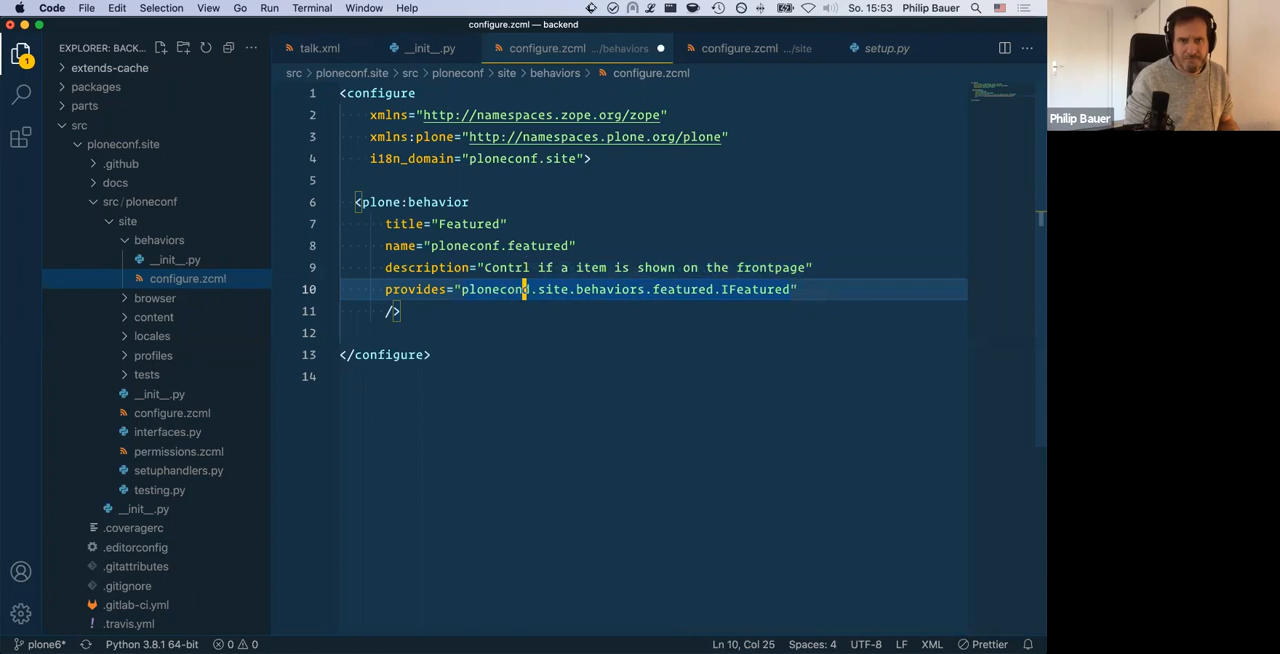 Code File Edit Selection View Go Run Terminal Window Help So. 15:53 Philip Bauer
configure.zcml — backend
EXPLORER: BACK...
talk.xml __init__.py configure.zcml .../behaviors configure.zcml .../site setup.py
src > ploneconf.site > src > ploneconf > site > behaviors > configure.zcml
extends-cache
packages
parts
src
ploneconf.site
.github
docs
src/ploneconf
site
behaviors
__init__.py
configure.zcml
browser
content
locales
profiles
tests
__init__.py
configure.zcml
interfaces.py
permissions.zcml
setuphandlers.py
testing.py
__init__.py
.coveragerc
.editorconfig
.gitattributes
.gitignore
.gitlab-ci.yml
.travis.yml
1
1 <configure
2 xmlns="http://namespaces.zope.org/zope"
3 xmlns:plone="http://namespaces.plone.org/plone"
4 i18n_domain="ploneconf.site">
5
6 <plone:behavior
7 title="Featured"
8 name="ploneconf.featured"
9 description="Contrl if a item is shown on the frontpage"
10 provides="plonecond.site.behaviors.featured.IFeatured"
11 />
12
13 </configure>
14
Philip Bauer
plone6* Python 3.8.1 64-bit 0 0 Ln 10, Col 25 Spaces: 4 UTF-8 LF XML Prettier